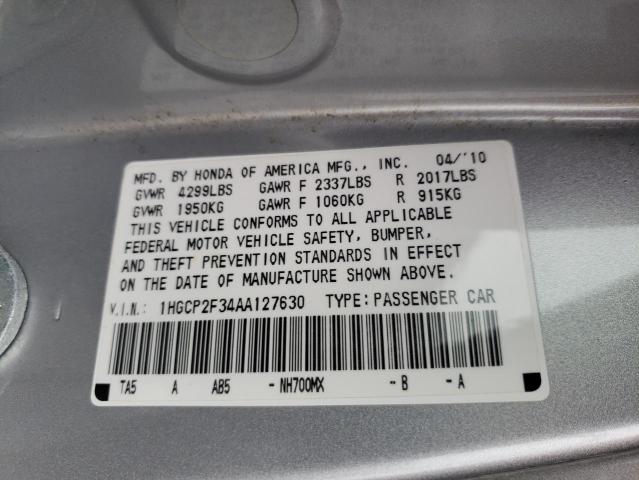 MFD. BY HONDA OF AMERICA MFG., INC. 04/'10
GVWR 4299LBS GAWR F 2337LBS R 2017LBS
GVWR 1950KG GAWR F 1060KG R 915KG
THIS VEHICLE CONFORMS TO ALL APPLICABLE
FEDERAL MOTOR VEHICLE SAFETY, BUMPER,
AND THEFT PREVENTION STANDARDS IN EFFECT
ON THE DATE OF MANUFACTURE SHOWN ABOVE.
V.I.N.: 1HGCP2F34AA127630 TYPE: PASSENGER CAR
TA5 A AB5 -NH700MX -B -A